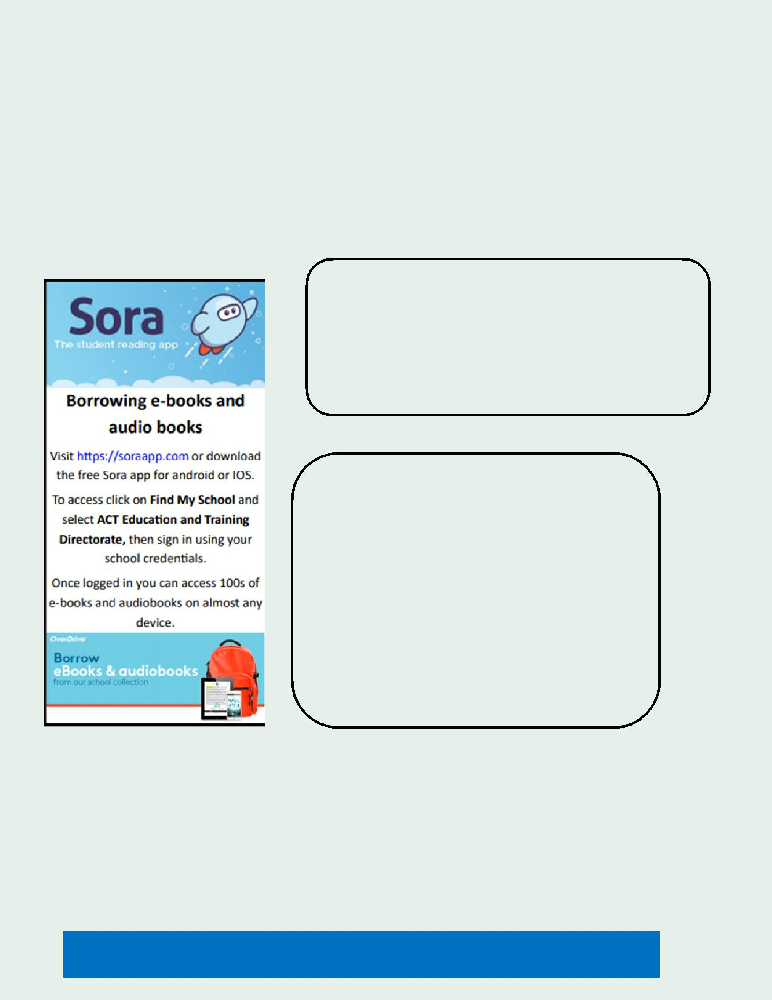 Sora
The student reading app
Borrowing e-books and
audio books
Visit https://soraapp.com or download
the free Sora app for android or IOS.
To access click on Find My School and
select ACT Education and Training
Directorate, then sign in using your
school credentials.
Once logged in you can access 100s of
e-books and audiobooks on almost any
device.
OverDrive
Borrow
eBooks & audiobooks
from our school collection